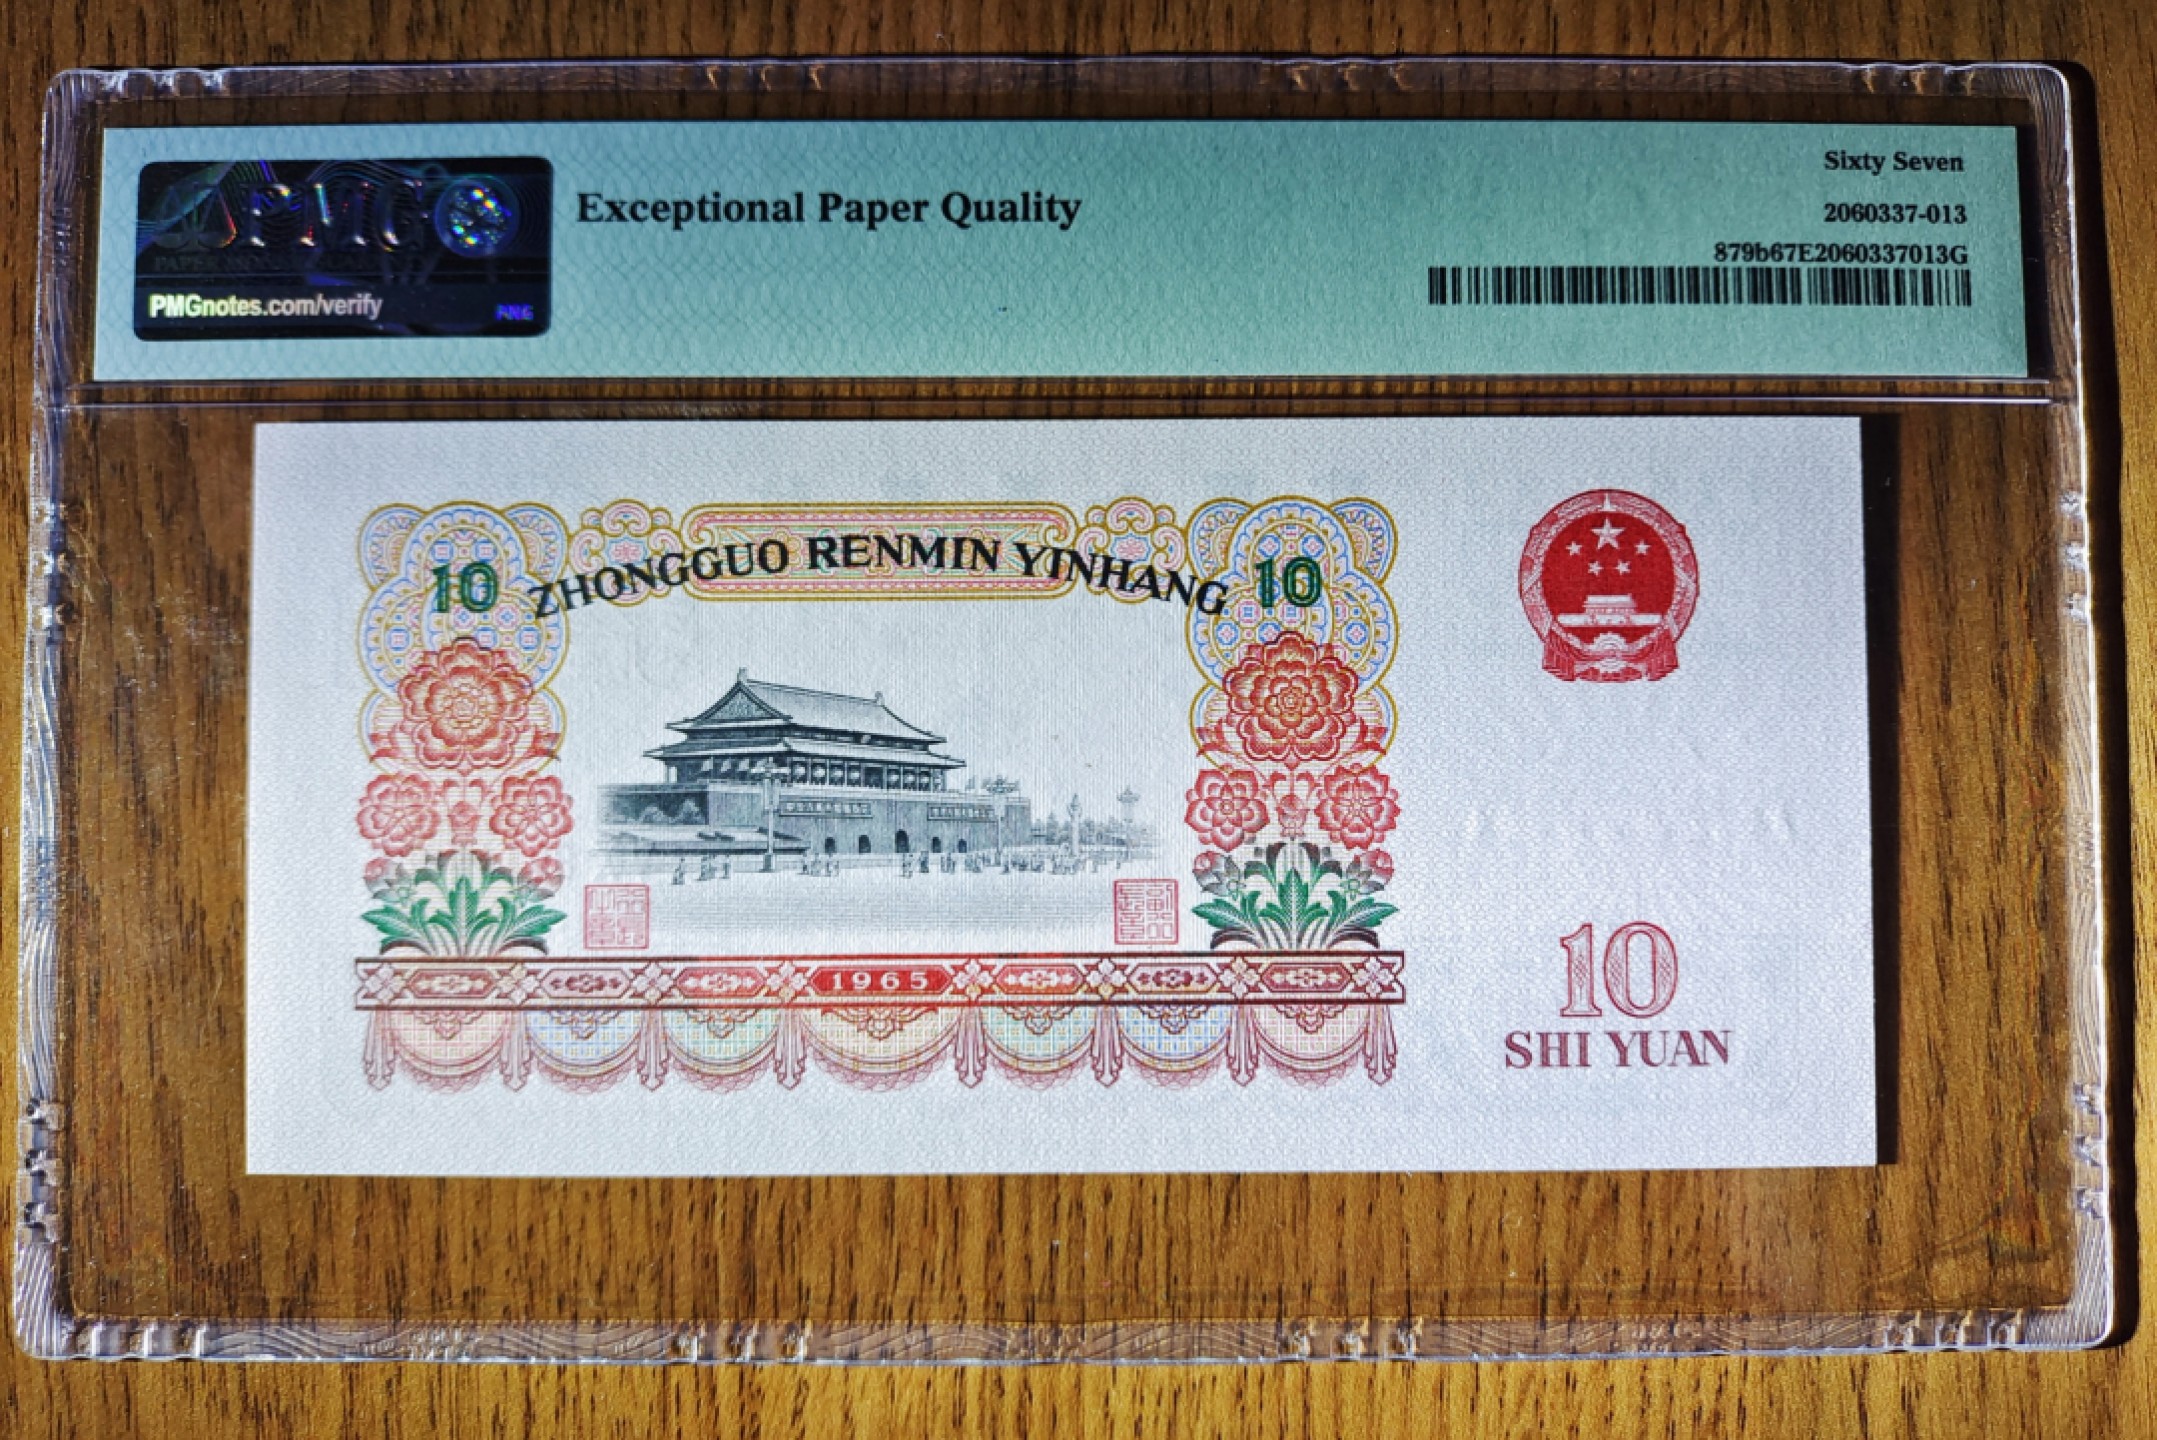 Sixty Seven
PMG
Exceptional Paper Quality
2060337-013
879b67E2060337013G
PMGnotes.com/verify
PMG
ZHONGGUO RENMIN YINHANG
10
10
1965
10
SHI YUAN